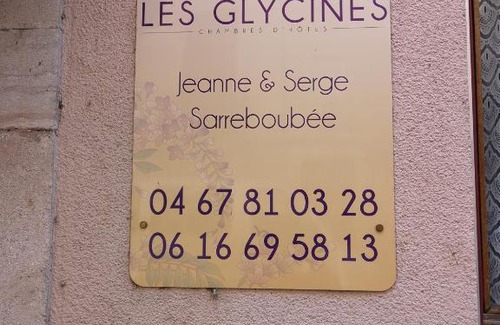 LES GLYCINES
CHAMBRES D'HÔTES
Jeanne & Serge
Sarreboubée
04 67 81 03 28
06 16 69 58 13